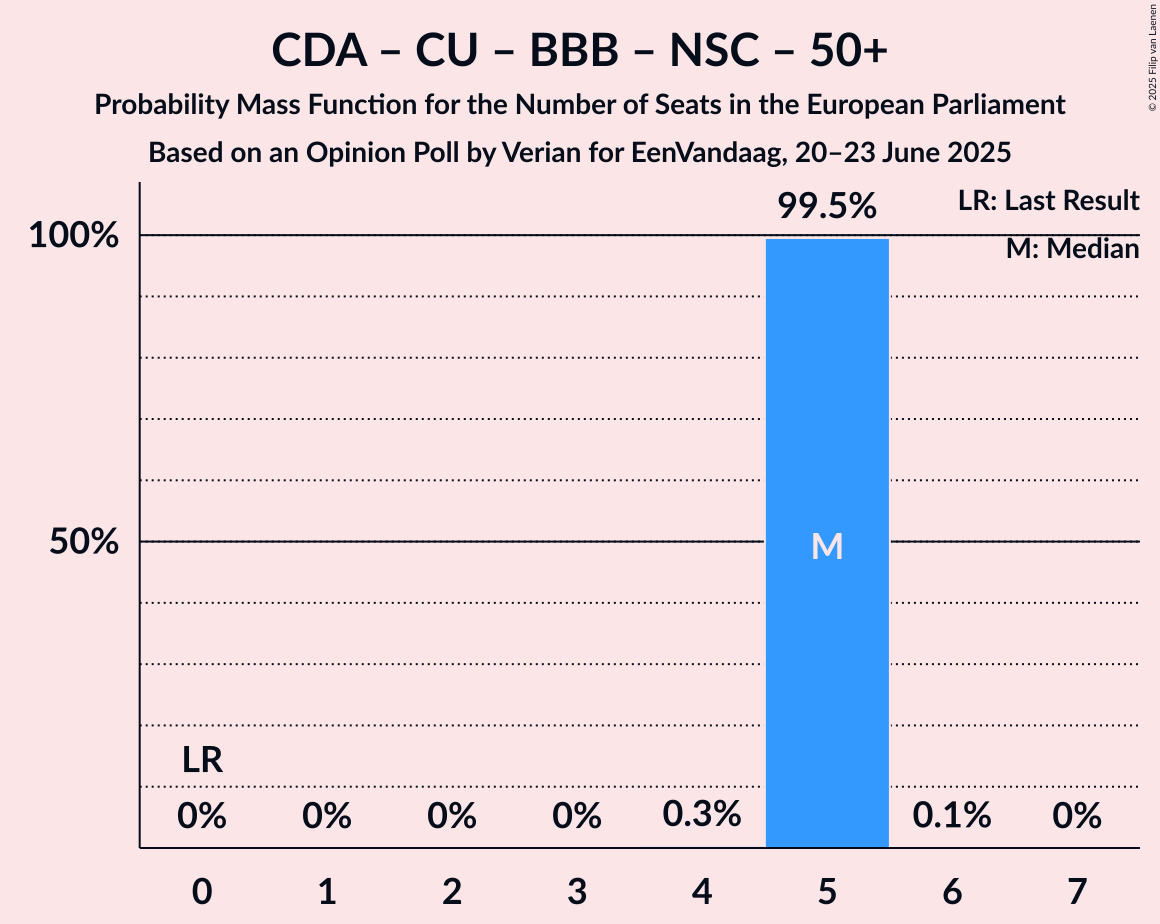 CDA – CU – BBB – NSC – 50+
Probability Mass Function for the Number of Seats in the European Parliament
Based on an Opinion Poll by Verian for EenVandaag, 20–23 June 2025
© 2025 Filip van Laenen
LR: Last Result
M: Median
99.5%
100%
50%
M
LR
0% 0% 0% 0% 0.3% 0.1% 0%
0 1 2 3 4 5 6 7